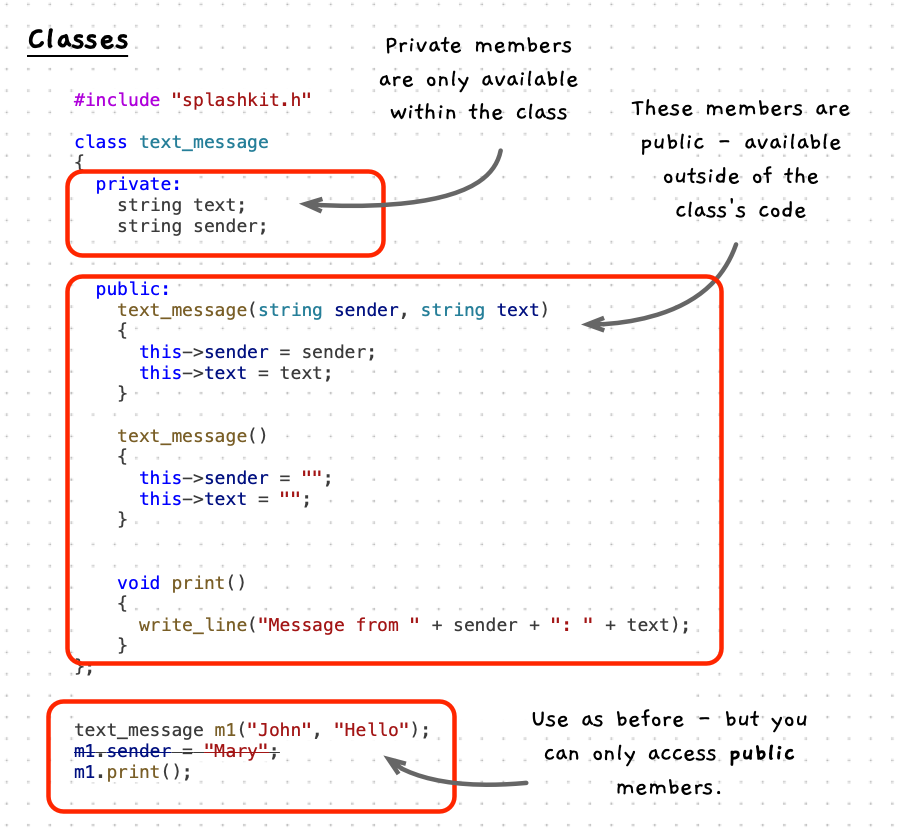 Classes
Private members
are only available
within the class
These members are
public - available
outside of the
class's code
#include "splashkit.h"
class text_message
{
private:
string text;
string sender;
public:
text_message(string sender, string text)
{
this->sender = sender;
this->text = text;
}
text_message()
{
this->sender = "";
this->text = "";
}
void print()
{
write_line("Message from " + sender + ": " + text);
}
};
text_message m1("John", "Hello");
m1.sender = "Mary";
m1.print();
Use as before - but you
can only access public
members.